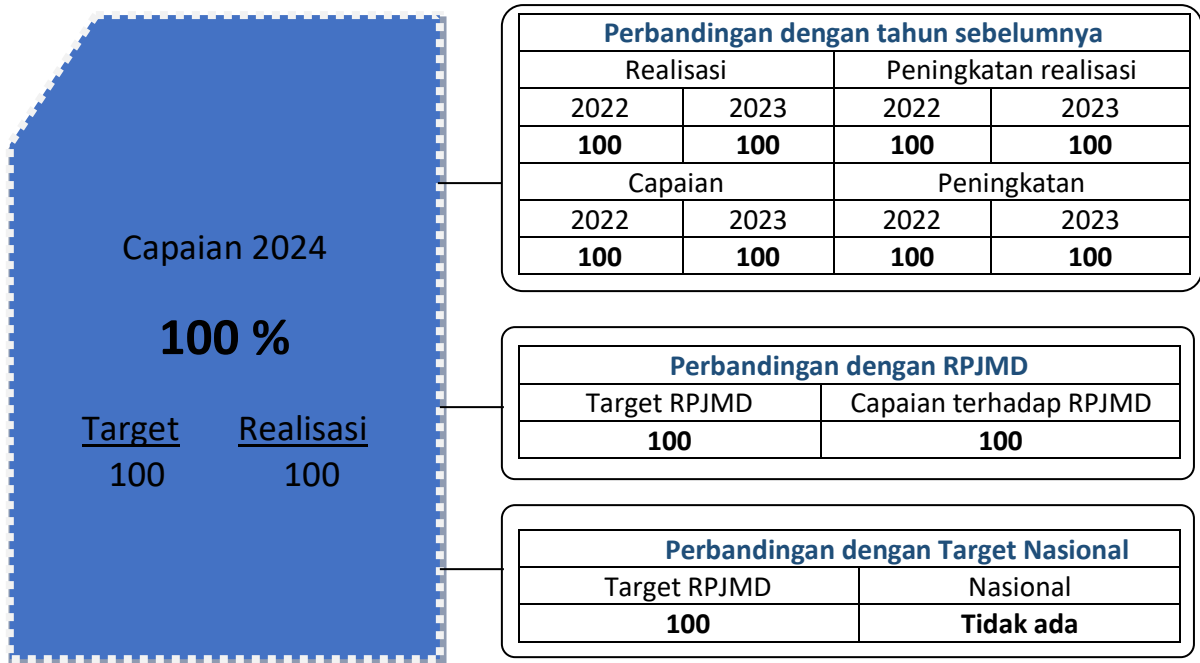 Capaian 2024
100 %
Target Realisasi
100 100
Perbandingan dengan tahun sebelumnya
Realisasi Peningkatan realisasi
2022 2023 2022 2023
100 100 100 100
Capaian Peningkatan
2022 2023 2022 2023
100 100 100 100
Perbandingan dengan RPJMD
Target RPJMD Capaian terhadap RPJMD
100 100
Perbandingan dengan Target Nasional
Target RPJMD Nasional
100 Tidak ada